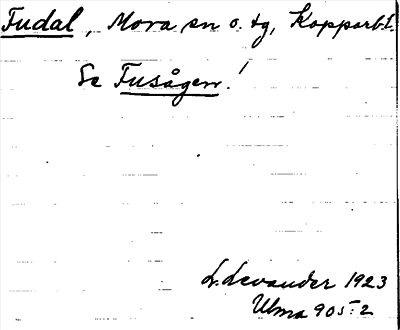 Fudal, Mora sn o. tg, Kopparb. l.
Se Fusågen!
L. Levander 1923
Ulma 905:2